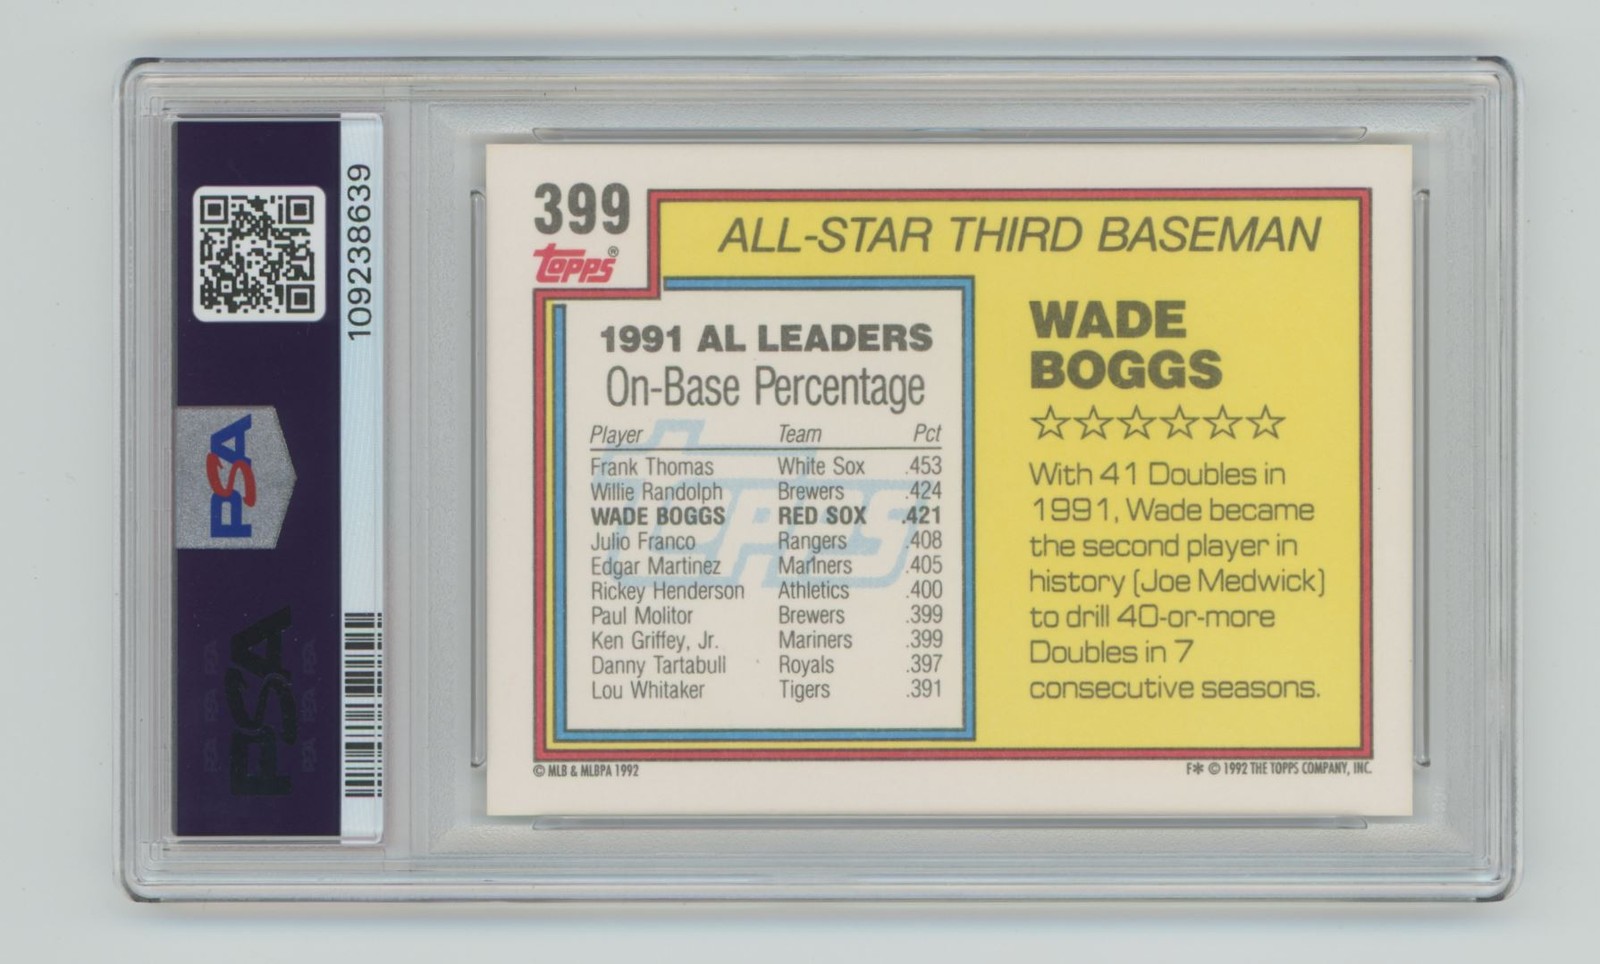 109238639
PSA
PSA
399
Topps®
ALL-STAR THIRD BASEMAN
1991 AL LEADERS
On-Base Percentage
Player Team Pct
Frank Thomas White Sox .453
Willie Randolph Brewers .424
WADE BOGGS RED SOX .421
Julio Franco Rangers .408
Edgar Martinez Mariners .405
Rickey Henderson Athletics .400
Paul Molitor Brewers .399
Ken Griffey, Jr. Mariners .399
Danny Tartabull Royals .397
Lou Whitaker Tigers .391
Topps
WADE
BOGGS
☆☆☆☆☆☆
With 41 Doubles in
1991, Wade became
the second player in
history (Joe Medwick)
to drill 40-or-more
Doubles in 7
consecutive seasons.
© MLB & MLBPA 1992
F* © 1992 THE TOPPS COMPANY, INC.